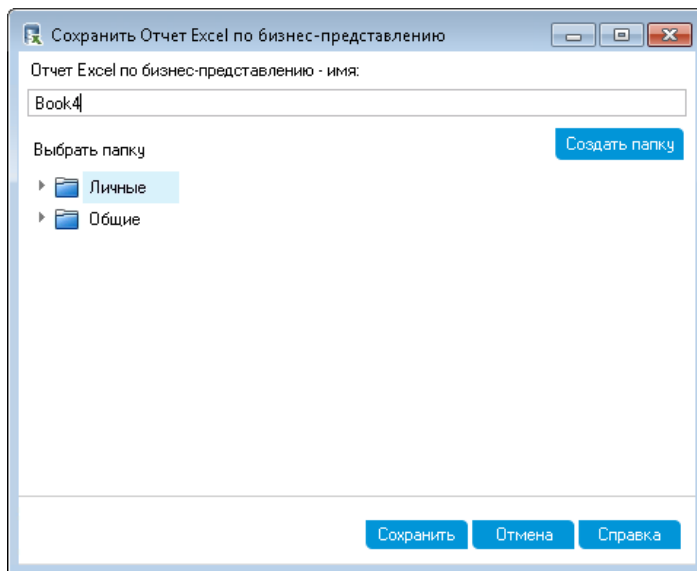 Сохранить Отчет Excel по бизнес-представлению
Отчет Excel по бизнес-представлению - имя:
Book4
Создать папку
Выбрать папку
Личные
Общие
Сохранить Отмена Справка